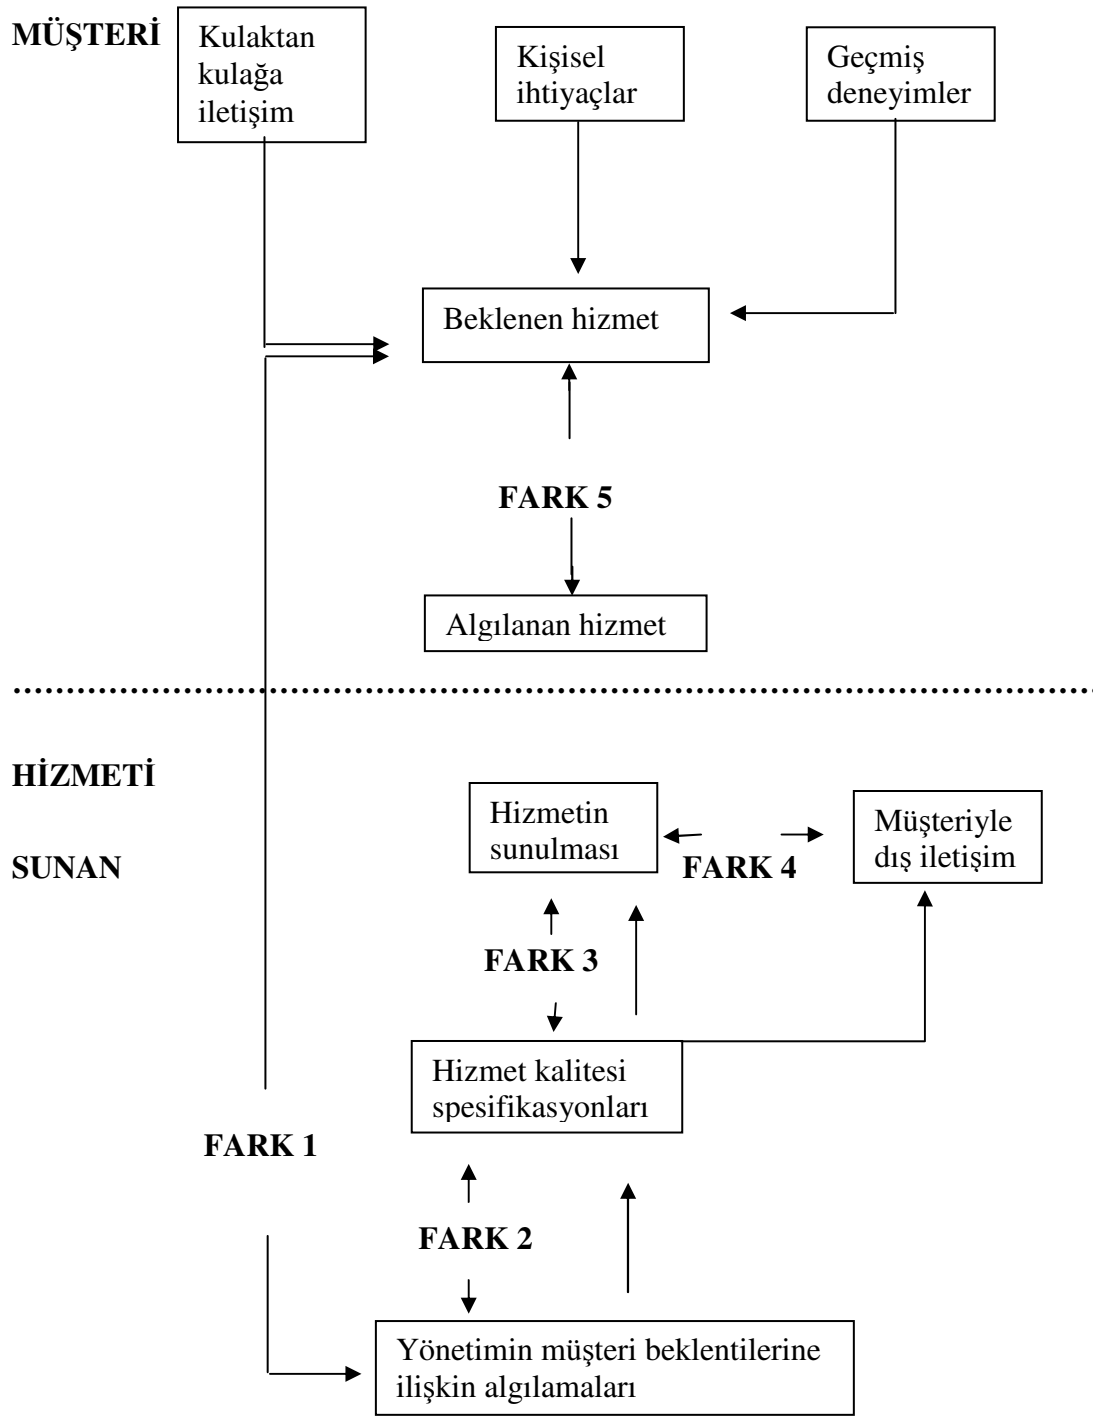 MÜŞTERİ
Kulaktan
kulağa
iletişim
Kişisel
ihtiyaçlar
Geçmiş
deneyimler
Beklenen hizmet
FARK 5
Algılanan hizmet
HİZMETİ
SUNAN
Hizmetin
sunulması
FARK 4
Müşteriyle
dış iletişim
FARK 3
Hizmet kalitesi
spesifikasyonları
FARK 1
FARK 2
Yönetimin müşteri beklentilerine
ilişkin algılamaları